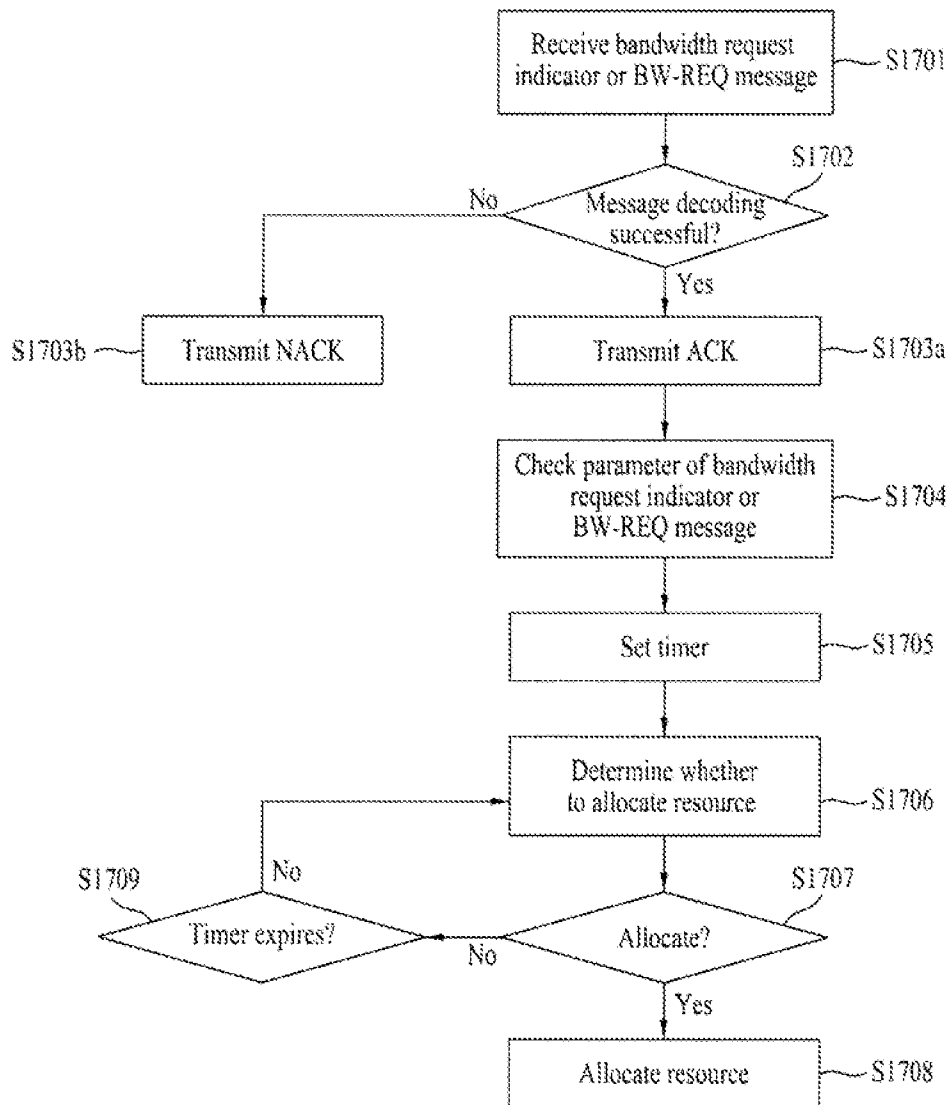 Receive bandwidth request
indicator or BW-REQ message
S1701
S1702
No
Message decoding
successful?
Yes
S1703b
Transmit NACK
Transmit ACK
S1703a
Check parameter of bandwidth
request indicator or
BW-REQ message
S1704
Set timer
S1705
Determine whether
to allocate resource
S1706
S1709
No
S1707
Timer expires?
No
Allocate?
Yes
Allocate resource
S1708